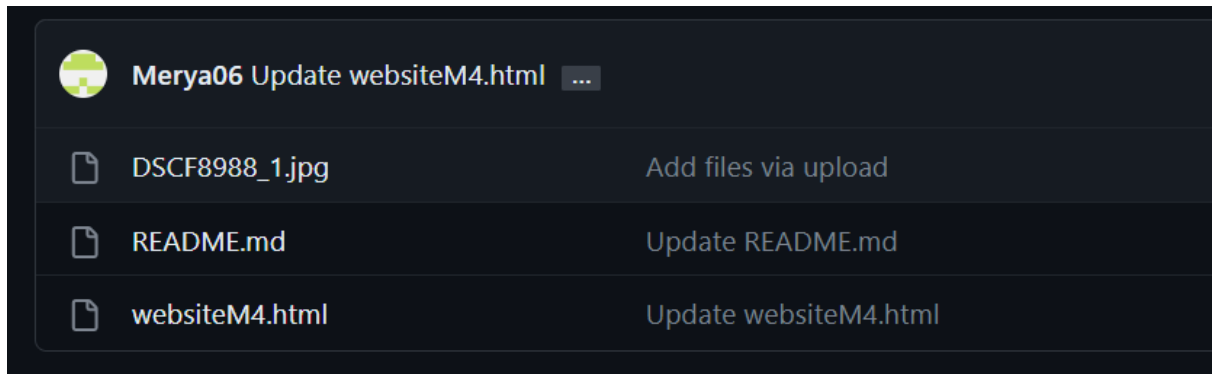 Merya06 Update websiteM4.html ...
DSCF8988_1.jpg Add files via upload
README.md Update README.md
websiteM4.html Update websiteM4.html